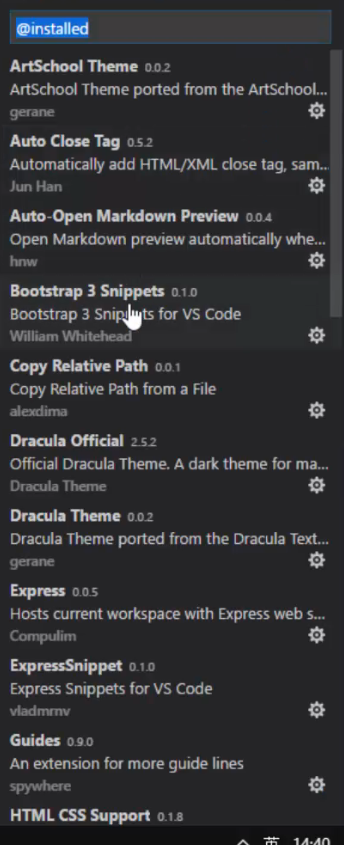 @installed
ArtSchool Theme 0.0.2
ArtSchool Theme ported from the ArtSchool...
gerane
Auto Close Tag 0.5.2
Automatically add HTML/XML close tag, sam...
Jun Han
Auto-Open Markdown Preview 0.0.4
Open Markdown preview automatically whe...
hnw
Bootstrap 3 Snippets 0.1.0
Bootstrap 3 Snippets for VS Code
William Whitehead
Copy Relative Path 0.0.1
Copy Relative Path from a File
alexdima
Dracula Official 2.5.2
Official Dracula Theme. A dark theme for ma...
Dracula Theme
Dracula Theme 0.0.2
Dracula Theme ported from the Dracula Text...
gerane
Express 0.0.5
Hosts current workspace with Express web s...
Compulim
ExpressSnippet 0.1.0
Express Snippets for VS Code
vladmrnv
Guides 0.9.0
An extension for more guide lines
spywhere
HTML CSS Support 0.1.8
英 14:40